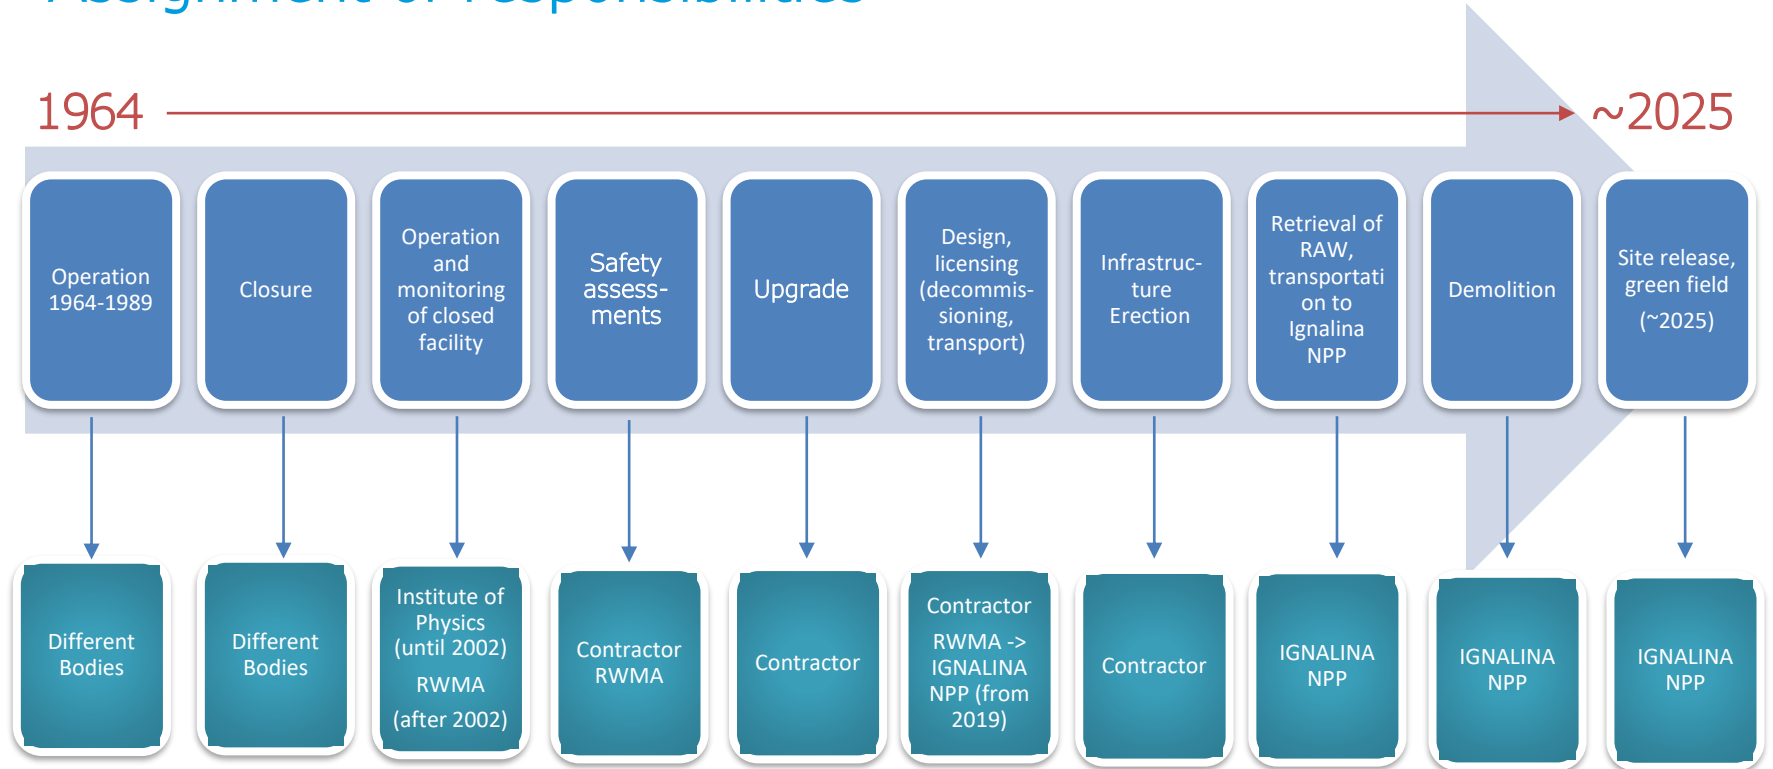 Assignment of responsibilities
1964
~2025
Operation
1964-1989
Closure
Operation
and
monitoring
of closed
facility
Safety
assess-
ments
Upgrade
Design,
licensing
(decommis-
sioning,
transport)
Infrastruc-
ture
Erection
Retrieval of
RAW,
transportati
on to
Ignalina
NPP
Demolition
Site release,
green field
(~2025)
Different
Bodies
Different
Bodies
Institute of
Physics
(until 2002)
RWMA
(after 2002)
Contractor
RWMA
Contractor
Contractor
RWMA ->
IGNALINA
NPP (from
2019)
Contractor
IGNALINA
NPP
IGNALINA
NPP
IGNALINA
NPP